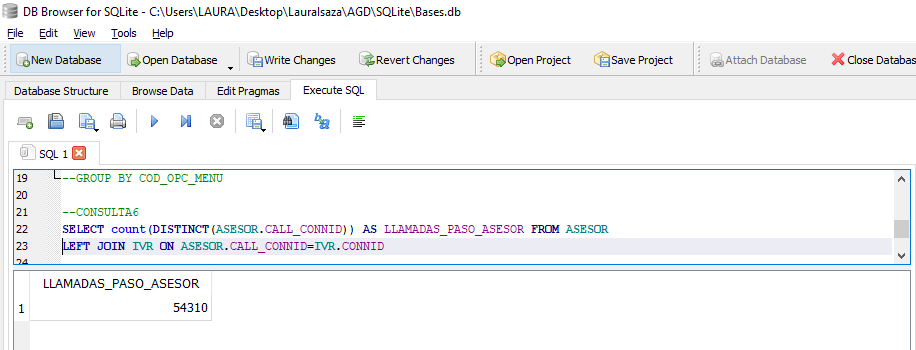 DB Browser for SQLite - C:\Users\LAURA\Desktop\Lauralsaza\AGD\SQLite\Bases.db
File Edit View Tools Help
New Database Open Database Write Changes Revert Changes Open Project Save Project Attach Database Close Databas
Database Structure Browse Data Edit Pragmas Execute SQL
SQL 1
19 --GROUP BY COD_OPC_MENU
20
21 --CONSULTA6
22 SELECT count(DISTINCT(ASESOR.CALL_CONNID)) AS LLAMADAS_PASO_ASESOR FROM ASESOR
23 LEFT JOIN IVR ON ASESOR.CALL_CONNID=IVR.CONNID
24
LLAMADAS_PASO_ASESOR
1 54310